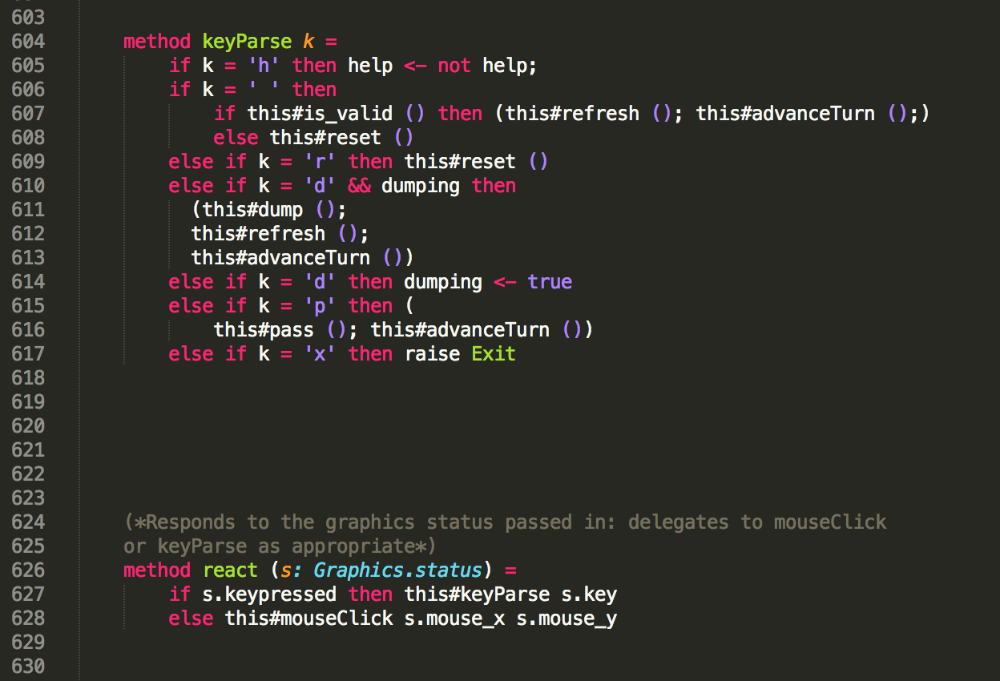 603
604 method keyParse k =
605 if k = 'h' then help <- not help;
606 if k = ' ' then
607 if this#is_valid () then (this#refresh (); this#advanceTurn ();)
608 else this#reset ()
609 else if k = 'r' then this#reset ()
610 else if k = 'd' && dumping then
611 (this#dump ();
612 this#refresh ();
613 this#advanceTurn ())
614 else if k = 'd' then dumping <- true
615 else if k = 'p' then (
616 this#pass (); this#advanceTurn ())
617 else if k = 'x' then raise Exit
618
619
620
621
622
623
624 (*Responds to the graphics status passed in: delegates to mouseClick
625 or keyParse as appropriate*)
626 method react (s: Graphics.status) =
627 if s.keypressed then this#keyParse s.key
628 else this#mouseClick s.mouse_x s.mouse_y
629
630